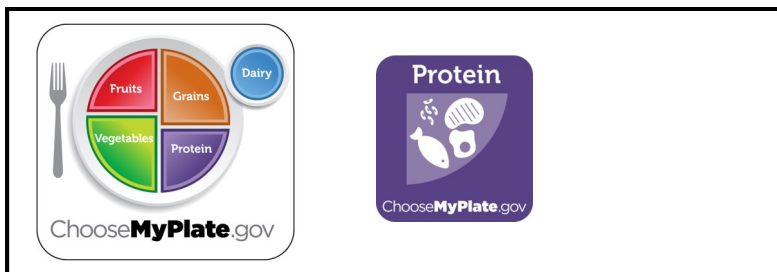 Fruits
Grains
Dairy
Vegetables
Protein
ChooseMyPlate.gov
Protein
ChooseMyPlate.gov